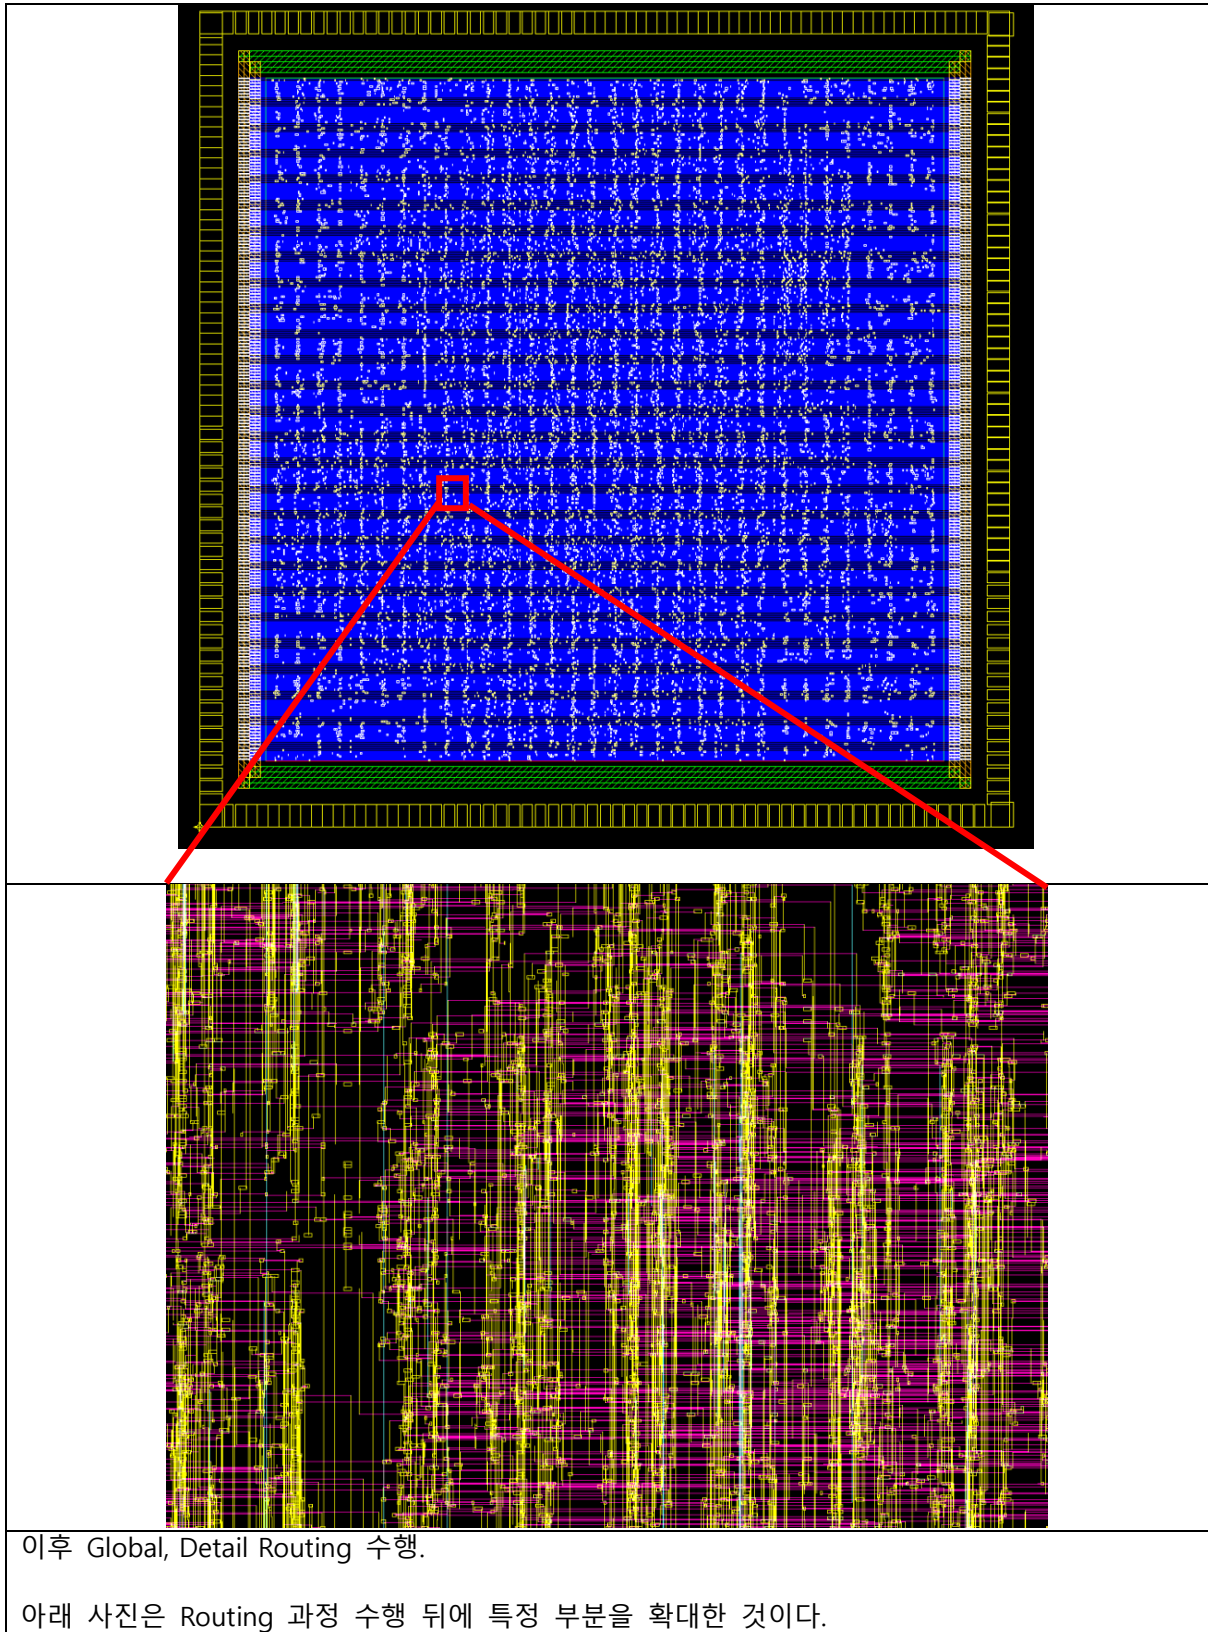 이후 Global, Detail Routing 수행.
아래 사진은 Routing 과정 수행 뒤에 특정 부분을 확대한 것이다.